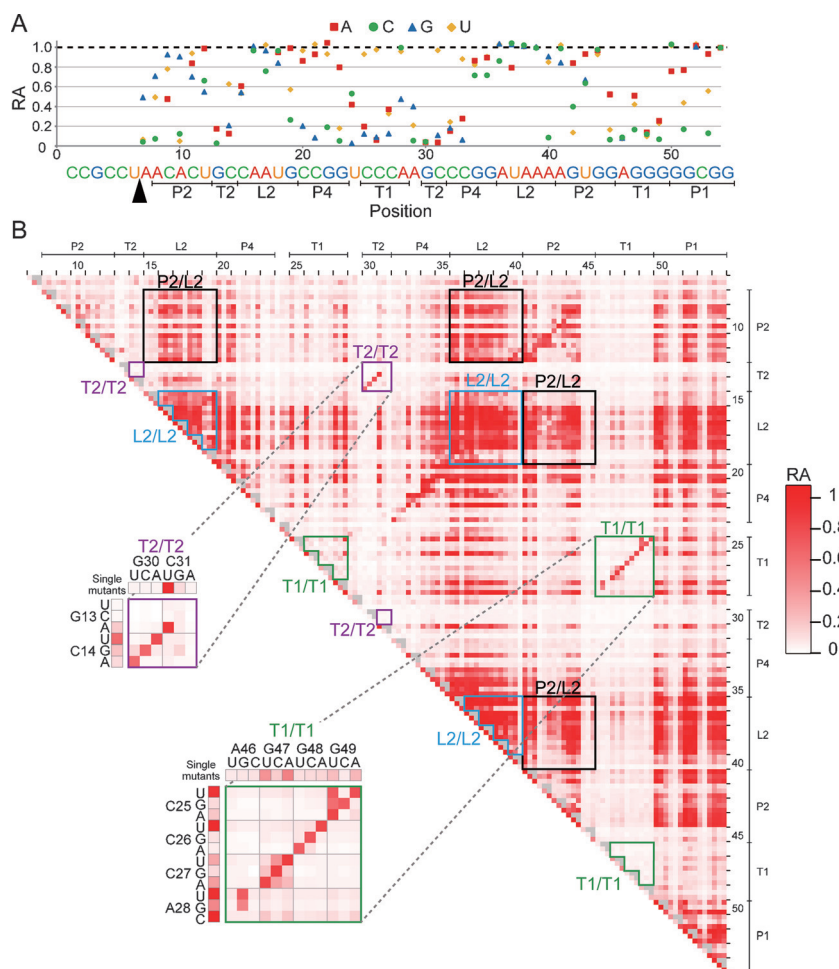 A
A C G U
1.0
0.8
0.6
0.4
0.2
0
RA
0 10 20 30 40 50
CCGCCUAACACUGCCAAUGCCGGUCCCAAGCCCGGAUAAAAGUGGAGGGGGCGG
P2 T2 L2 P4 T1 T2 P4 L2 P2 T1 P1
Position
B
P2 T2 L2 P4 T1 T2 P4 L2 P2 T1 P1
10 15 20 25 30 35 40 45 50
P2/L2 P2/L2
10 P2
T2/T2
T2/T2
15 T2
L2/L2 P2/L2
L2
L2/L2
20
P4
RA
1
0.8
0.6
0.4
0.2
0
T1/T1
25
T1
T1/T1
T2/T2
G30 C31
UCAUGA
Single mutants
G13 U C A
C14 U G A
30
T2
T2/T2
P4
35
P2/L2
L2
L2/L2
40
P2
T1/T1
A46 G47 G48 G49
UGCUCAUCAUCA
Single mutants
C25 U G A
C26 U G A
C27 U G A
A28 U G C
45
T1
T1/T1
50
P1